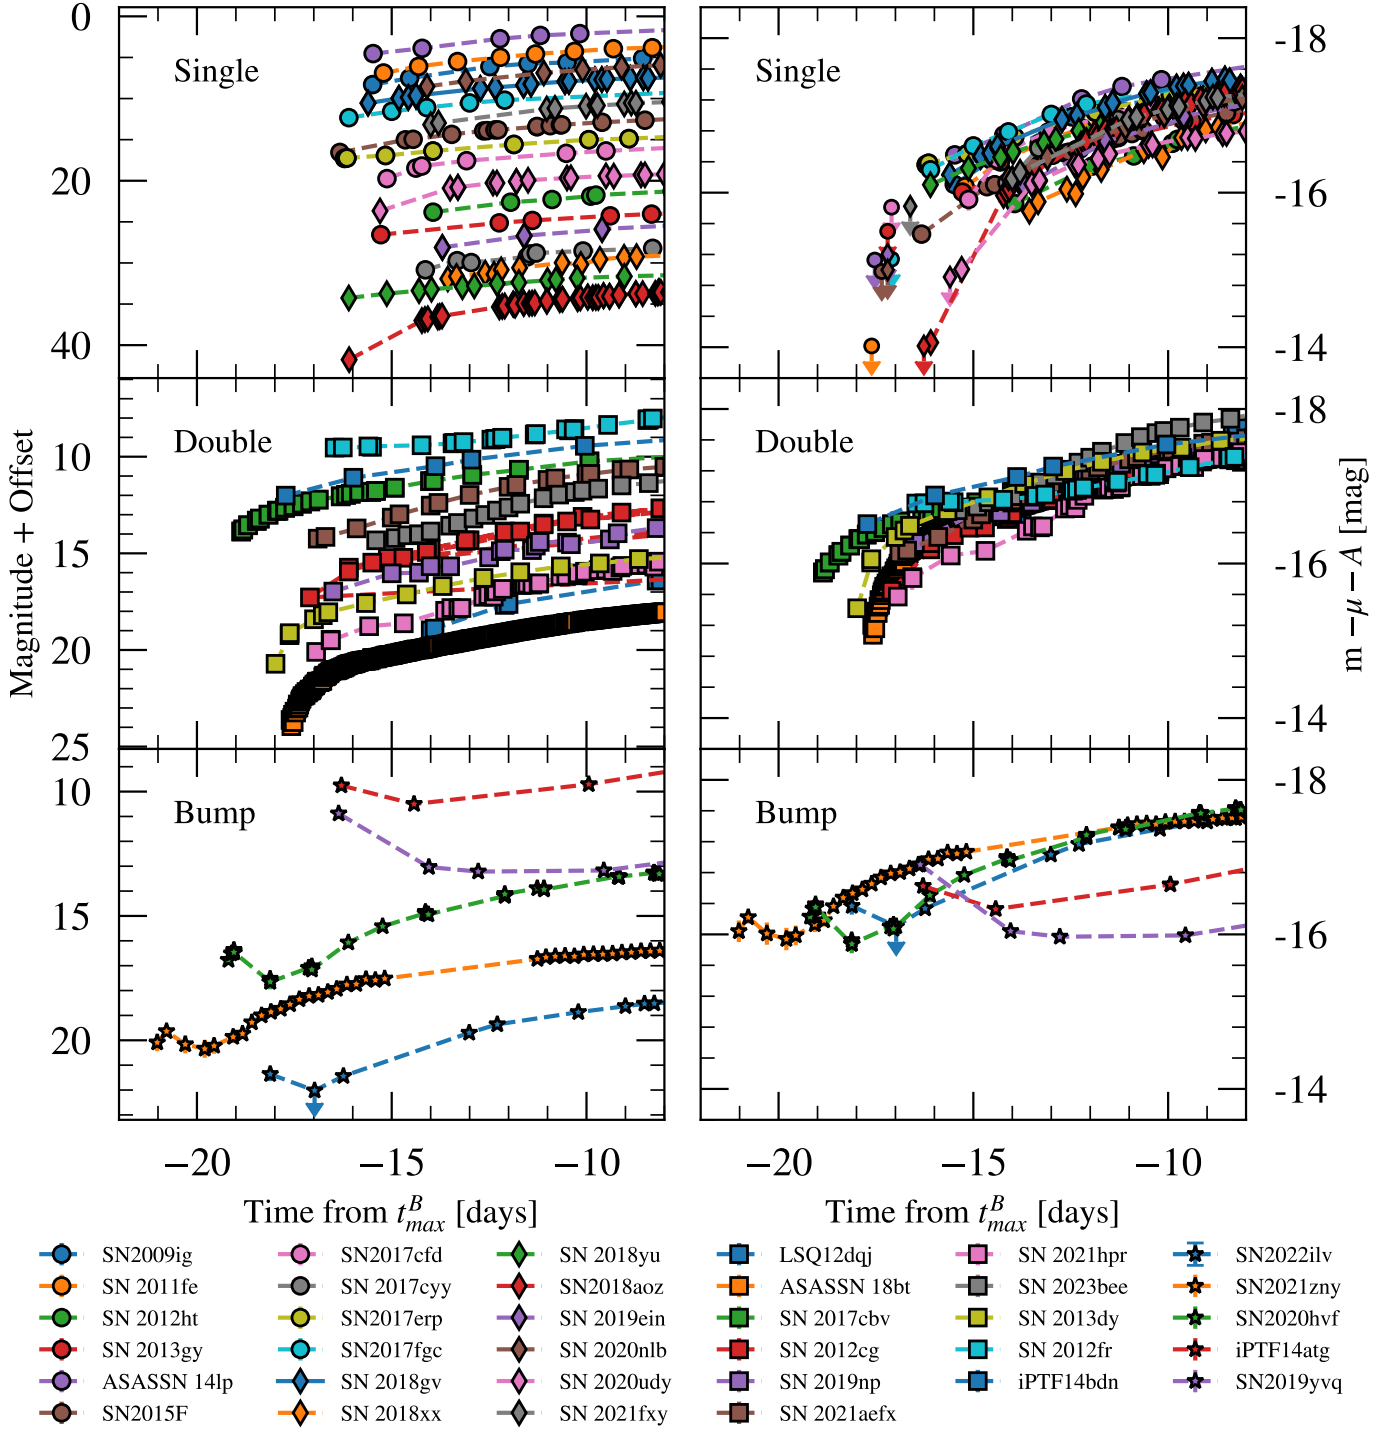 0
20
40
Single
Single
-18
-16
-14
10
15
20
25
Double
Double
-18
-16
-14
Magnitude + Offset
m − μ − A [mag]
10
15
20
Bump
Bump
-18
-16
-14
−20 −15 −10
−20 −15 −10
Time from t_{max}^{B} [days]
Time from t_{max}^{B} [days]
SN2009ig
SN 2011fe
SN 2012ht
SN 2013gy
ASASSN 14lp
SN2015F
SN2017cfd
SN 2017cyy
SN2017erp
SN2017fgc
SN 2018gv
SN 2018xx
SN 2018yu
SN2018aoz
SN 2019ein
SN 2020nlb
SN 2020udy
SN 2021fxy
LSQ12dqj
ASASSN 18bt
SN 2017cbv
SN 2012cg
SN 2019np
SN 2021aefx
SN 2021hpr
SN 2023bee
SN 2013dy
SN 2012fr
iPTF14bdn
SN2022ilv
SN2021zny
SN2020hvf
iPTF14atg
SN2019yvq